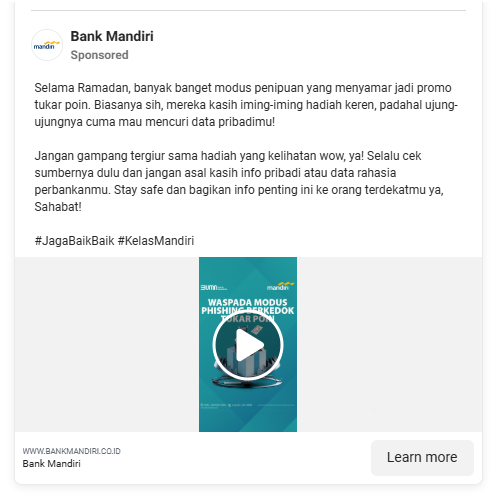 mandiri
Bank Mandiri
Sponsored
Selama Ramadan, banyak banget modus penipuan yang menyamar jadi promo
tukar poin. Biasanya sih, mereka kasih iming-iming hadiah keren, padahal ujung-
ujungnya cuma mau mencuri data pribadimu!
Jangan gampang tergiur sama hadiah yang kelihatan wow, ya! Selalu cek
sumbernya dulu dan jangan asal kasih info pribadi atau data rahasia
perbankanmu. Stay safe dan bagikan info penting ini ke orang terdekatmu ya,
Sahabat!
#JagaBaikBaik #KelasMandiri
BUMN mandiri
WASPADA MODUS
PHISHING BERKEDOK
TUKAR POIN
WWW.BANKMANDIRI.CO.ID
Bank Mandiri
Learn more